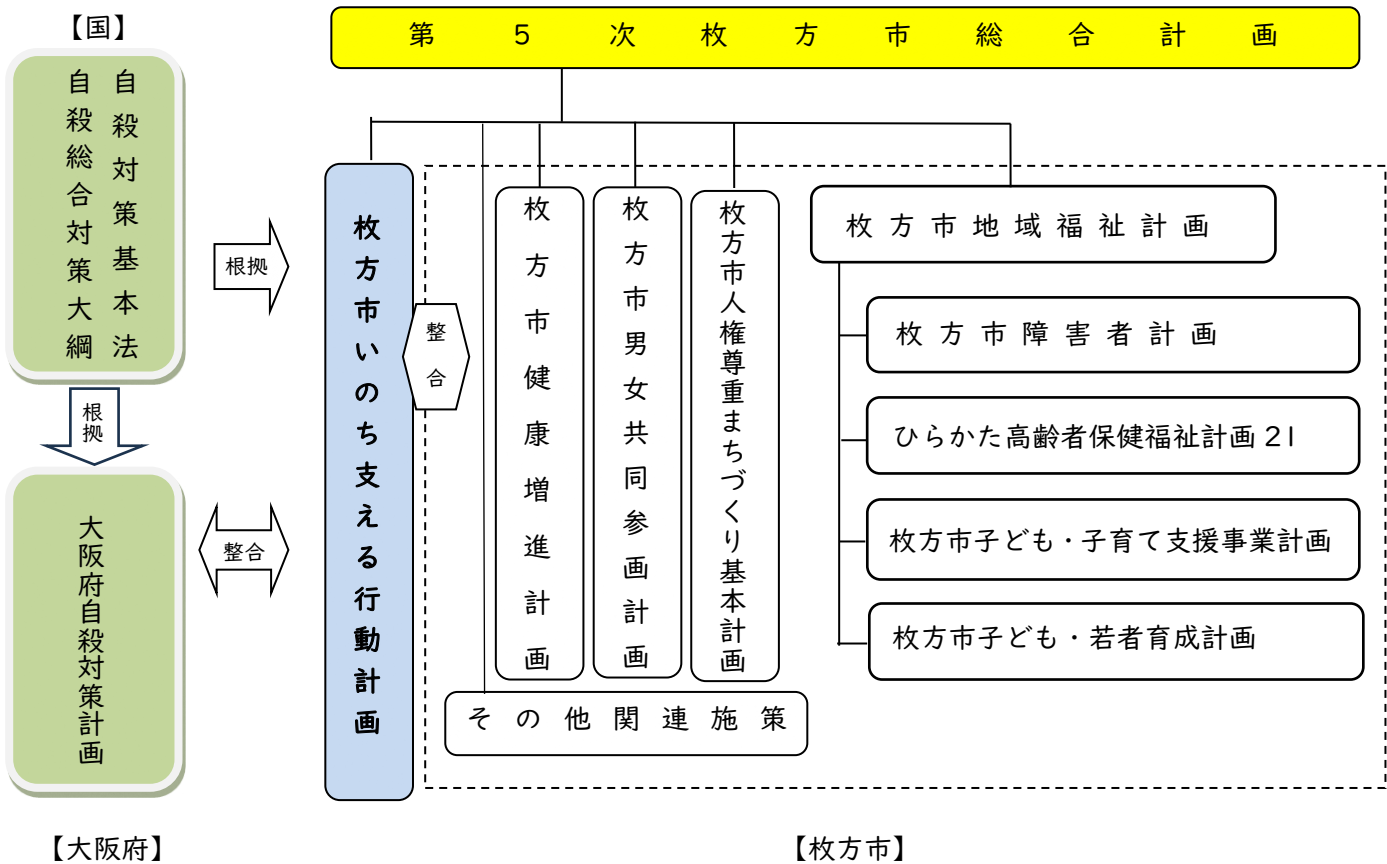 【国】
自殺対策基本法
自殺総合対策大綱
第5次枚方市総合計画
根拠
根拠
整合
大阪府自殺対策計画
枚方市いのち支える行動計画
整合
枚方市健康増進計画
枚方市男女共同参画計画
枚方市人権尊重まちづくり基本計画
枚方市地域福祉計画
枚方市障害者計画
ひらかた高齢者保健福祉計画21
枚方市子ども・子育て支援事業計画
枚方市子ども・若者育成計画
その他関連施策
【大阪府】
【枚方市】